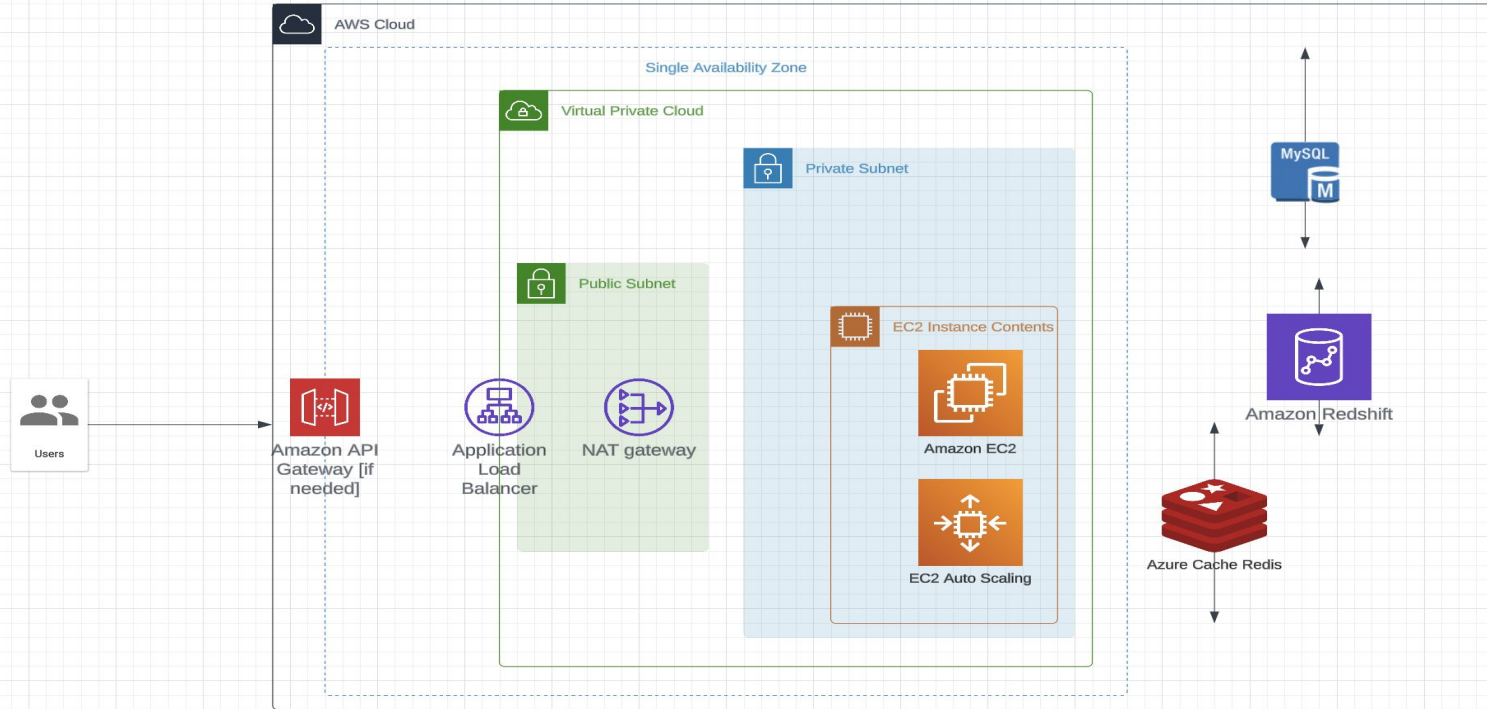 AWS Cloud
Single Availability Zone
Virtual Private Cloud
Private Subnet
Public Subnet
EC2 Instance Contents
Users
Amazon API
Gateway [if
needed]
Application
Load
Balancer
NAT gateway
Amazon EC2
EC2 Auto Scaling
MySQL
M
Amazon Redshift
Azure Cache Redis